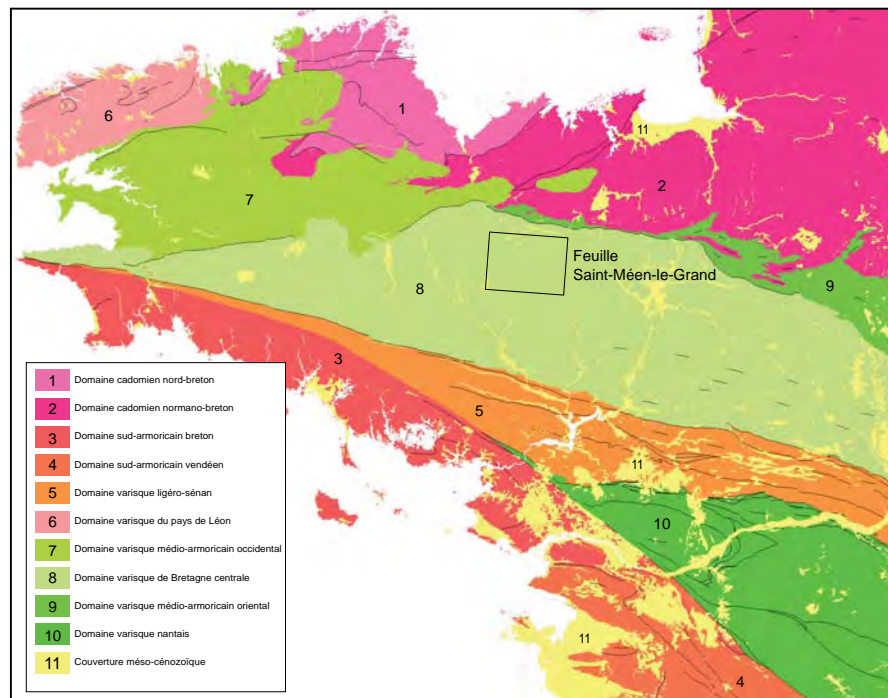 6
1
11
2
7
Feuille
Saint-Méen-le-Grand
8
9
3
5
11
10
11
4
1 Domaine cadomien nord-breton
2 Domaine cadomien normano-breton
3 Domaine sud-armoricain breton
4 Domaine sud-armoricain vendéen
5 Domaine varisque ligéro-sénan
6 Domaine varisque du pays de Léon
7 Domaine varisque médio-armoricain occidental
8 Domaine varisque de Bretagne centrale
9 Domaine varisque médio-armoricain oriental
10 Domaine varisque nantais
11 Couverture méso-cénozoïque